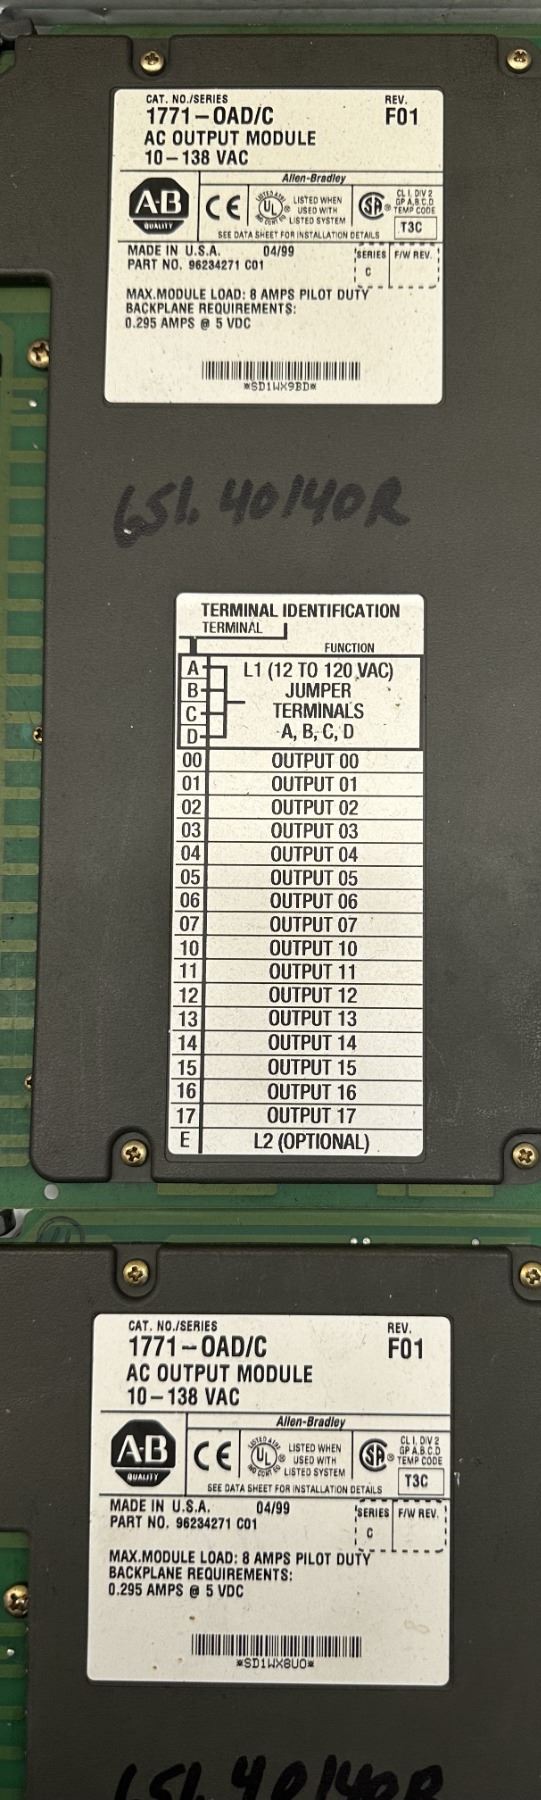 CAT. NO./SERIES REV.
1771-OAD/C F01
AC OUTPUT MODULE
10-138 VAC
Allen-Bradley
A-B
QUALITY
CE
LISTED
UL
LISTED WHEN
USED WITH
LISTED SYSTEM
SA
CL I, DIV 2
GP A,B,C,D
TEMP CODE
T3C
SEE DATA SHEET FOR INSTALLATION DETAILS
MADE IN U.S.A. 04/99
PART NO. 96234271 C01
SERIES F/W REV.
C
MAX.MODULE LOAD: 8 AMPS PILOT DUTY
BACKPLANE REQUIREMENTS:
0.295 AMPS @ 5 VDC
*SD1WX9BD*
651.40140R
TERMINAL IDENTIFICATION
TERMINAL
FUNCTION
A L1 (12 TO 120 VAC)
B JUMPER
C TERMINALS
D A, B, C, D
00 OUTPUT 00
01 OUTPUT 01
02 OUTPUT 02
03 OUTPUT 03
04 OUTPUT 04
05 OUTPUT 05
06 OUTPUT 06
07 OUTPUT 07
10 OUTPUT 10
11 OUTPUT 11
12 OUTPUT 12
13 OUTPUT 13
14 OUTPUT 14
15 OUTPUT 15
16 OUTPUT 16
17 OUTPUT 17
E L2 (OPTIONAL)
CAT. NO./SERIES REV.
1771-OAD/C F01
AC OUTPUT MODULE
10-138 VAC
Allen-Bradley
A-B
QUALITY
CE
LISTED
UL
LISTED WHEN
USED WITH
LISTED SYSTEM
SA
CL I, DIV 2
GP A,B,C,D
TEMP CODE
T3C
SEE DATA SHEET FOR INSTALLATION DETAILS
MADE IN U.S.A. 04/99
PART NO. 96234271 C01
SERIES F/W REV.
C
MAX.MODULE LOAD: 8 AMPS PILOT DUTY
BACKPLANE REQUIREMENTS:
0.295 AMPS @ 5 VDC
*SD1WX8U0*
651.40140R